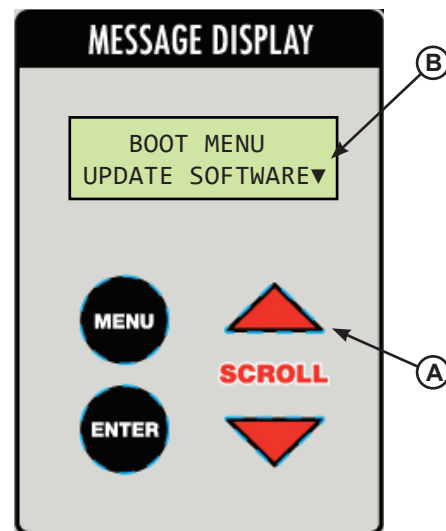 MESSAGE DISPLAY
B
BOOT MENU
UPDATE SOFTWARE▼
MENU
SCROLL
A
ENTER